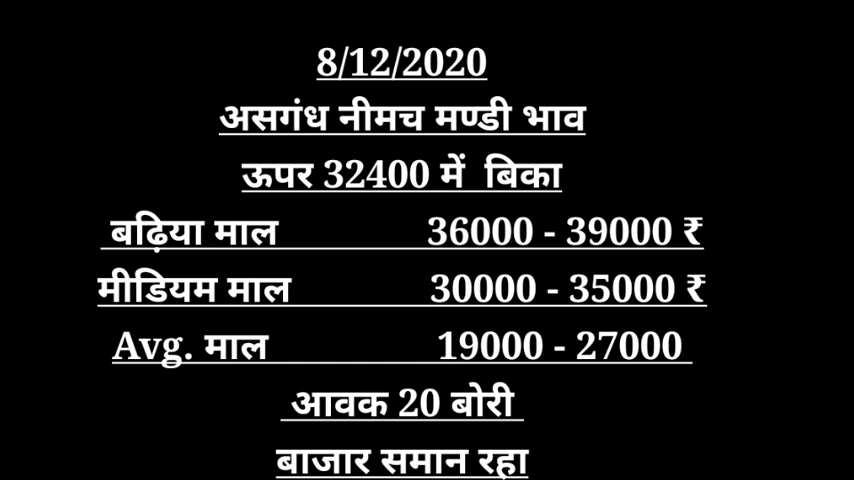 8/12/2020
असगंध नीमच मण्डी भाव
ऊपर 32400 में बिका
बढ़िया माल 36000 - 39000 ₹
मीडियम माल 30000 - 35000 ₹
Avg. माल 19000 - 27000
आवक 20 बोरी
बाजार समान रहा